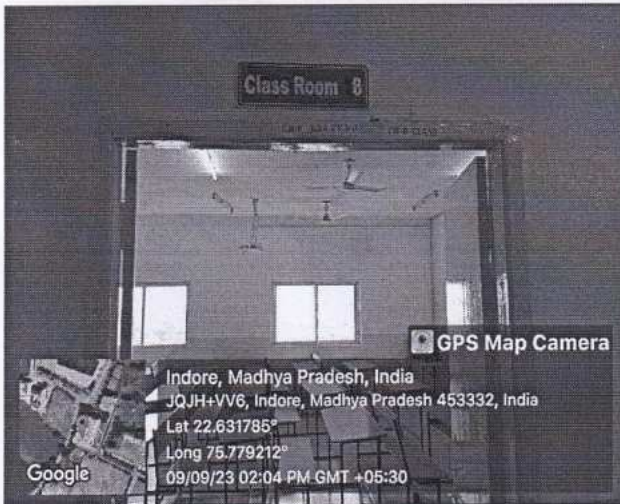 Class Room 8
GPS Map Camera
Indore, Madhya Pradesh, India
JQJH+VV6, Indore, Madhya Pradesh 453332, India
Lat 22.631785°
Long 75.779212°
09/09/23 02:04 PM GMT +05:30
Google